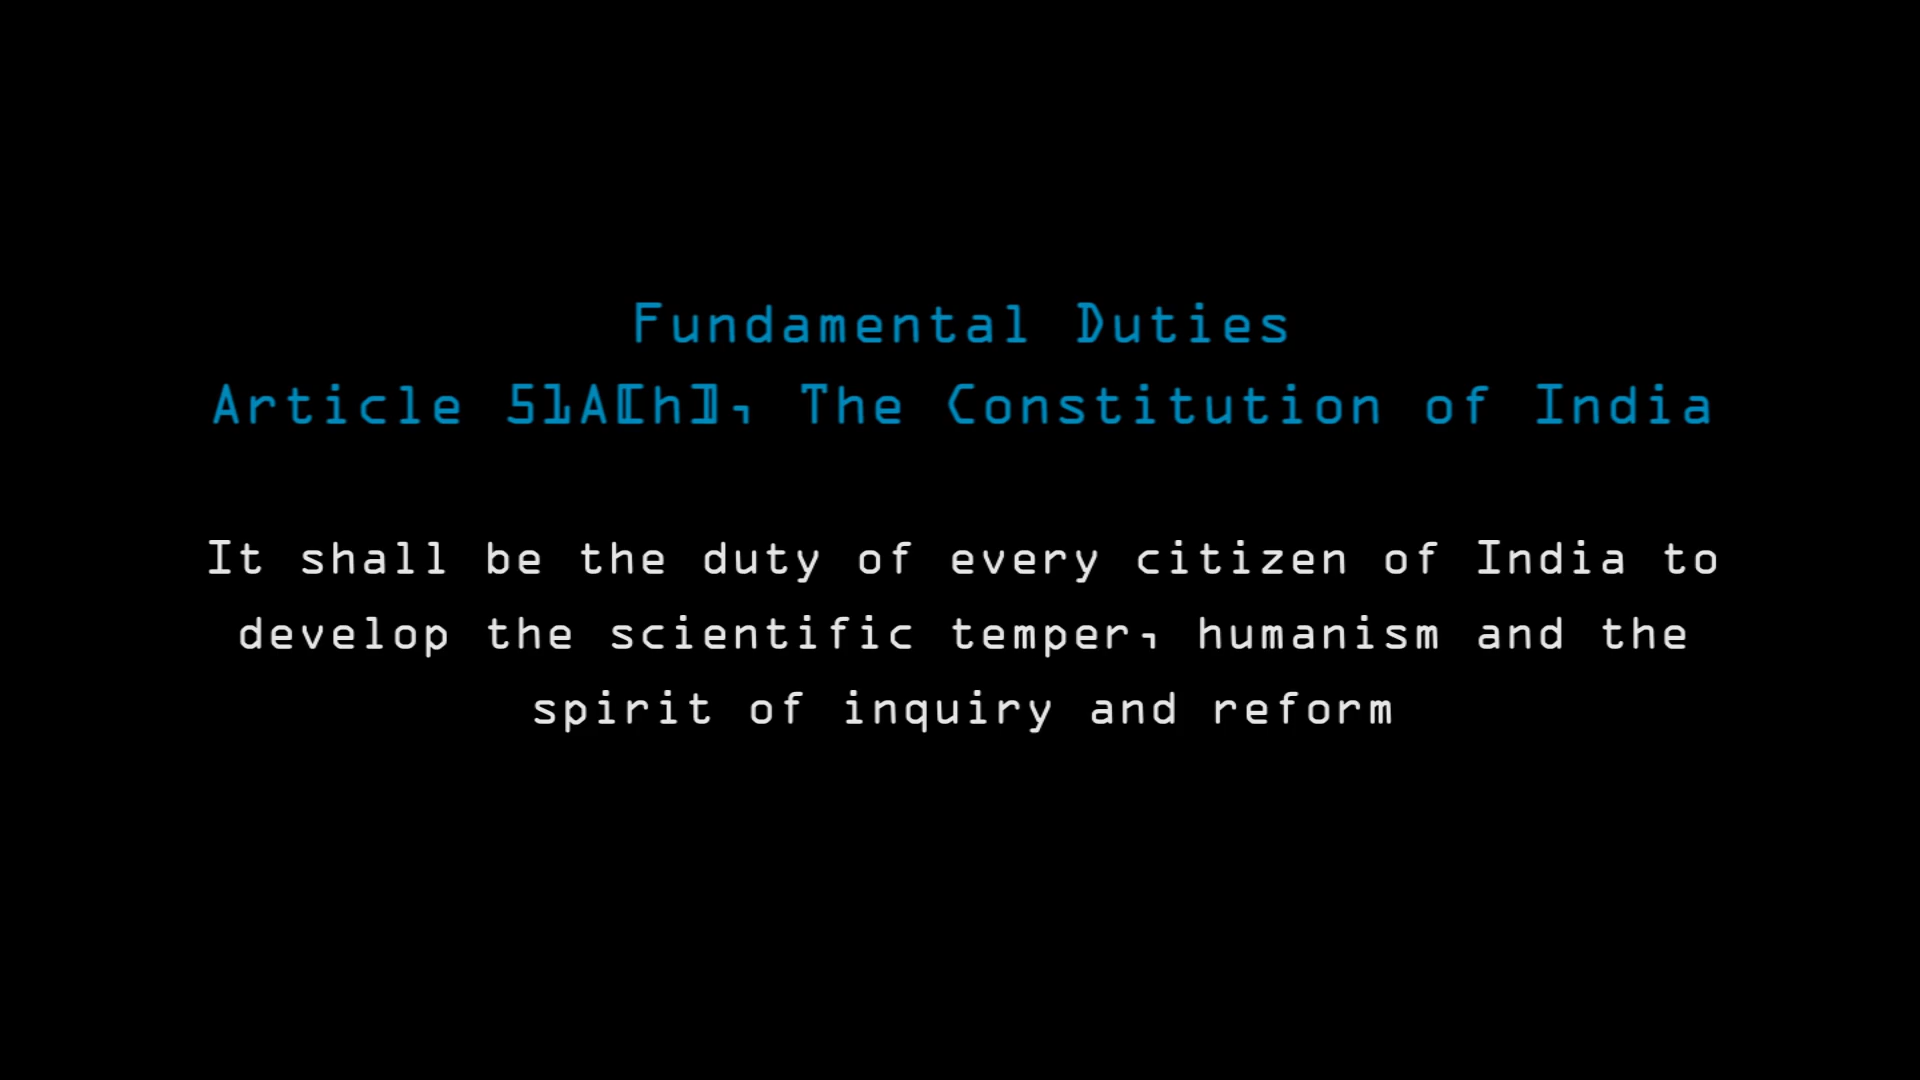 Fundamental Duties
Article 51A[h], The Constitution of India
It shall be the duty of every citizen of India to
develop the scientific temper, humanism and the
spirit of inquiry and reform